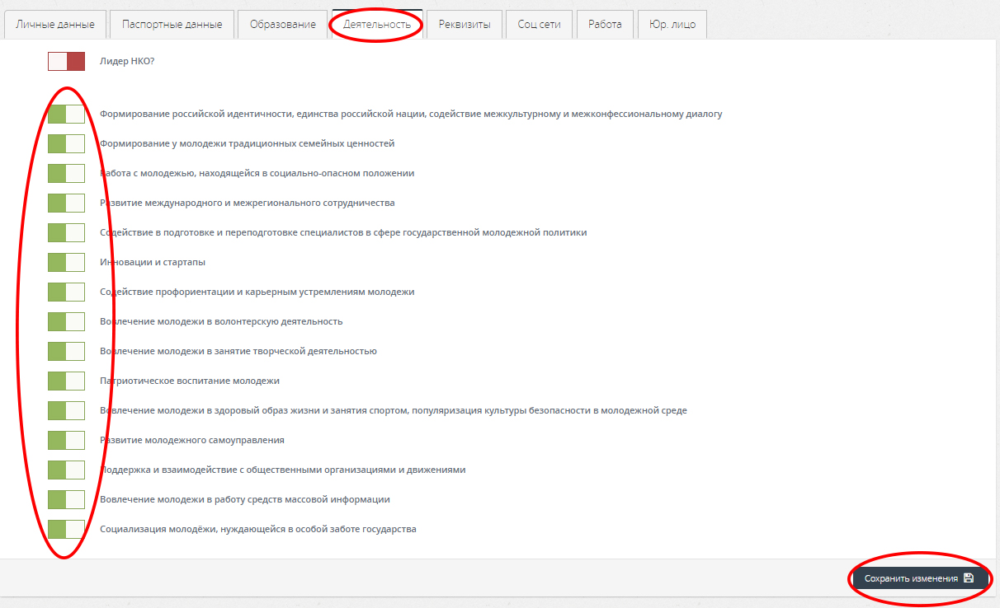 Личные данные Паспортные данные Образование Деятельность Реквизиты Соц сети Работа Юр. лицо
Лидер НКО?
Формирование российской идентичности, единства российской нации, содействие межкультурному и межконфессиональному диалогу
Формирование у молодежи традиционных семейных ценностей
Работа с молодежью, находящейся в социально-опасном положении
Развитие международного и межрегионального сотрудничества
Содействие в подготовке и переподготовке специалистов в сфере государственной молодежной политики
Инновации и стартапы
Содействие профориентации и карьерным устремлениям молодежи
Вовлечение молодежи в волонтерскую деятельность
Вовлечение молодежи в занятие творческой деятельностью
Патриотическое воспитание молодежи
Вовлечение молодежи в здоровый образ жизни и занятия спортом, популяризация культуры безопасности в молодежной среде
Развитие молодежного самоуправления
Поддержка и взаимодействие с общественными организациями и движениями
Вовлечение молодежи в работу средств массовой информации
Социализация молодёжи, нуждающейся в особой заботе государства
Сохранить изменения